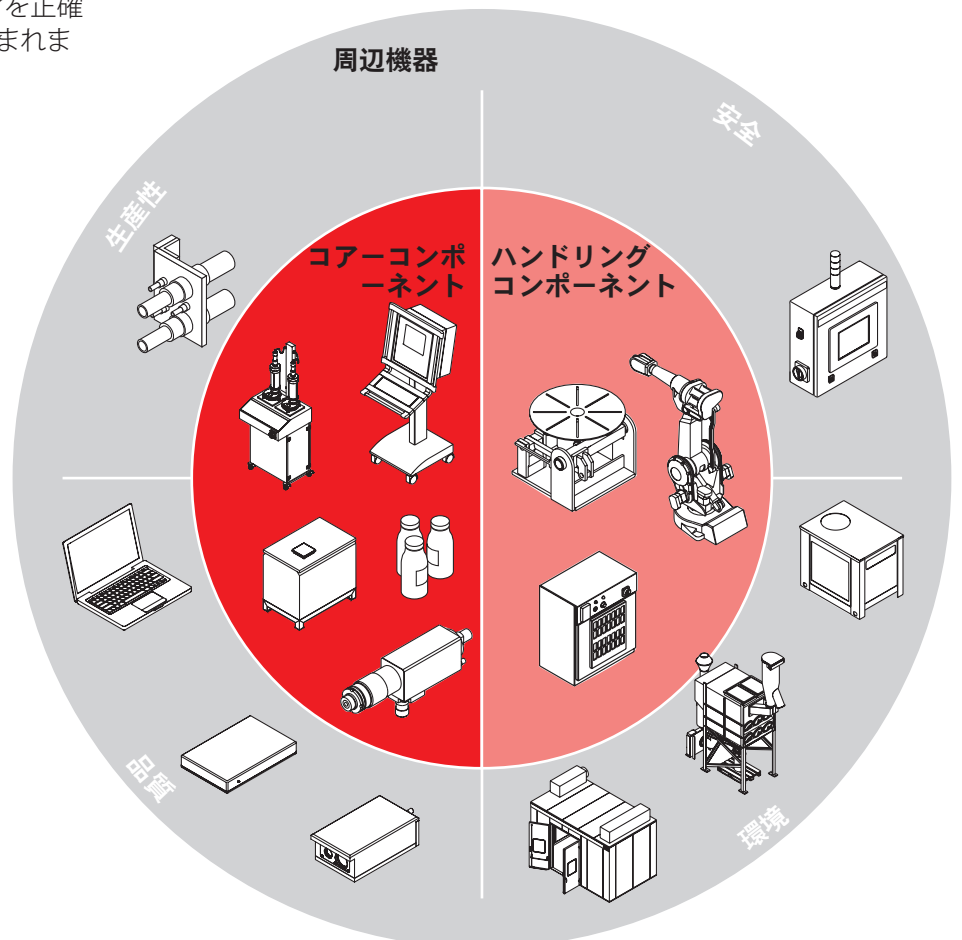 を正確
まれま
周辺機器
安全
生産性
コアーコンポ
ーネント
ハンドリング
コンポーネント
品質
環境